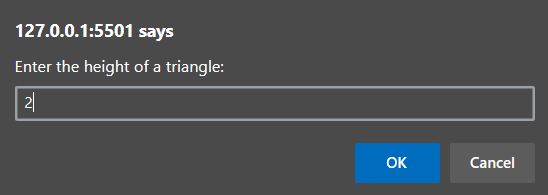 127.0.0.1:5501 says
Enter the height of a triangle:
2
OK Cancel